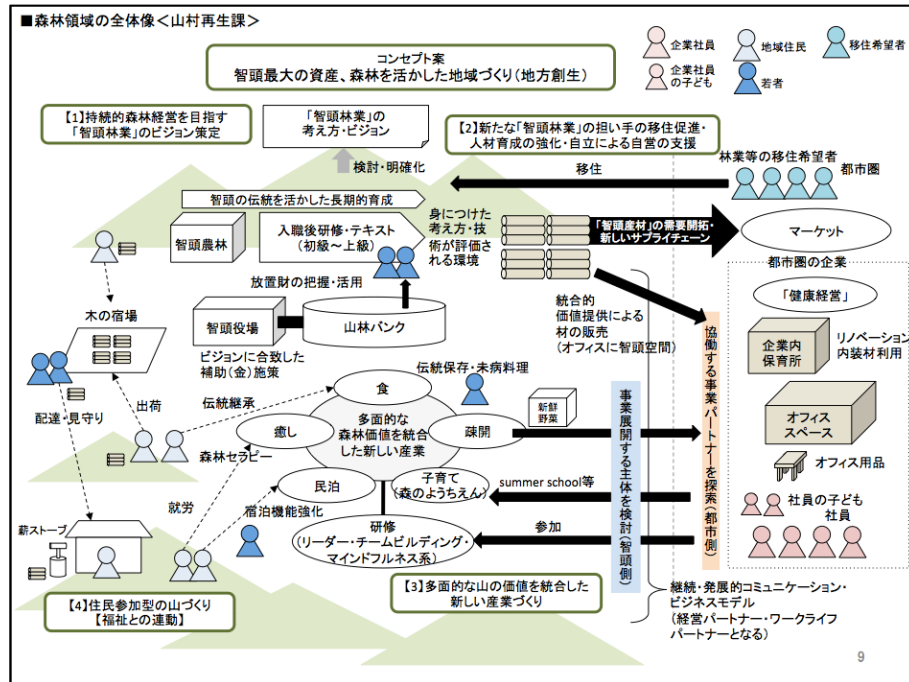 ■森林領域の全体像<山村再生課>
コンセプト案
智頭最大の資産、森林を活かした地域づくり(地方創生)
企業社員
地域住民
移住希望者
企業社員
の子ども
若者
【1】持続的森林経営を目指す
「智頭林業」のビジョン策定
「智頭林業」の
考え方・ビジョン
【2】新たな「智頭林業」の担い手の移住促進・
人材育成の強化・自立による自営の支援
検討・明確化
移住
林業等の移住希望者
都市圏
智頭の伝統を活かした長期的育成
智頭農林
入職後研修・テキスト
(初級~上級)
身につけた
考え方・技
術が評価さ
れる環境
「智頭産材」の需要開拓・
新しいサプライチェーン
マーケット
放置財の把握・活用
都市圏の企業
「健康経営」
木の宿場
智頭役場
山林バンク
ビジョンに合致した
補助(金)施策
統合的
価値提供による
材の販売
(オフィスに智頭空間)
協働する事業パートナーを探索(都市側)
企業内
保育所
リノベーション
内装材利用
伝統保存・未病料理
食
新鮮
野菜
事業展開する主体を検討(智頭側)
配達・見守り
出荷
伝統継承
多面的な
森林価値を統合
した新しい産業
癒し
疎開
オフィス
スペース
森林セラピー
オフィス用品
民泊
子育て
(森のようちえん)
summer school等
就労
宿泊機能強化
社員の子ども
社員
薪ストーブ
研修
(リーダー・チームビルディング・
マインドフルネス系)
参加
【4】住民参加型の山づくり
【福祉との連動】
【3】多面的な山の価値を統合した
新しい産業づくり
継続・発展的コミュニケーション・
ビジネスモデル
(経営パートナー・ワークライフ
パートナーとなる)
9